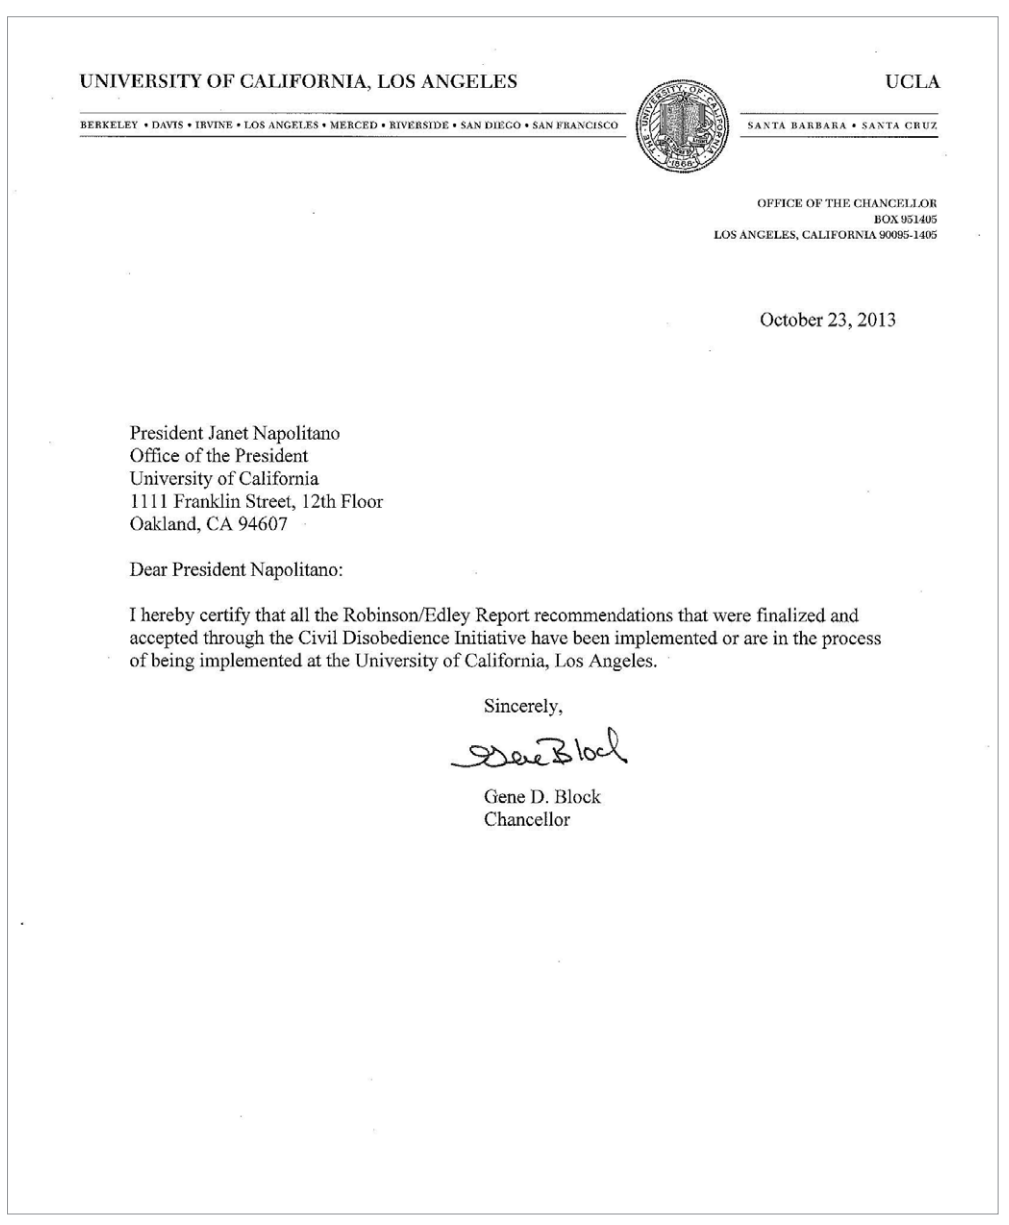 UNIVERSITY OF CALIFORNIA, LOS ANGELES
UCLA
BERKELEY • DAVIS • IRVINE • LOS ANGELES • MERCED • RIVERSIDE • SAN DIEGO • SAN FRANCISCO
SANTA BARBARA • SANTA CRUZ
THE UNIVERSITY OF CALIFORNIA
1868
OFFICE OF THE CHANCELLOR
BOX 951405
LOS ANGELES, CALIFORNIA 90095-1405
October 23, 2013
President Janet Napolitano
Office of the President
University of California
1111 Franklin Street, 12th Floor
Oakland, CA 94607
Dear President Napolitano:
I hereby certify that all the Robinson/Edley Report recommendations that were finalized and
accepted through the Civil Disobedience Initiative have been implemented or are in the process
of being implemented at the University of California, Los Angeles.
Sincerely,
Gene Block
Gene D. Block
Chancellor